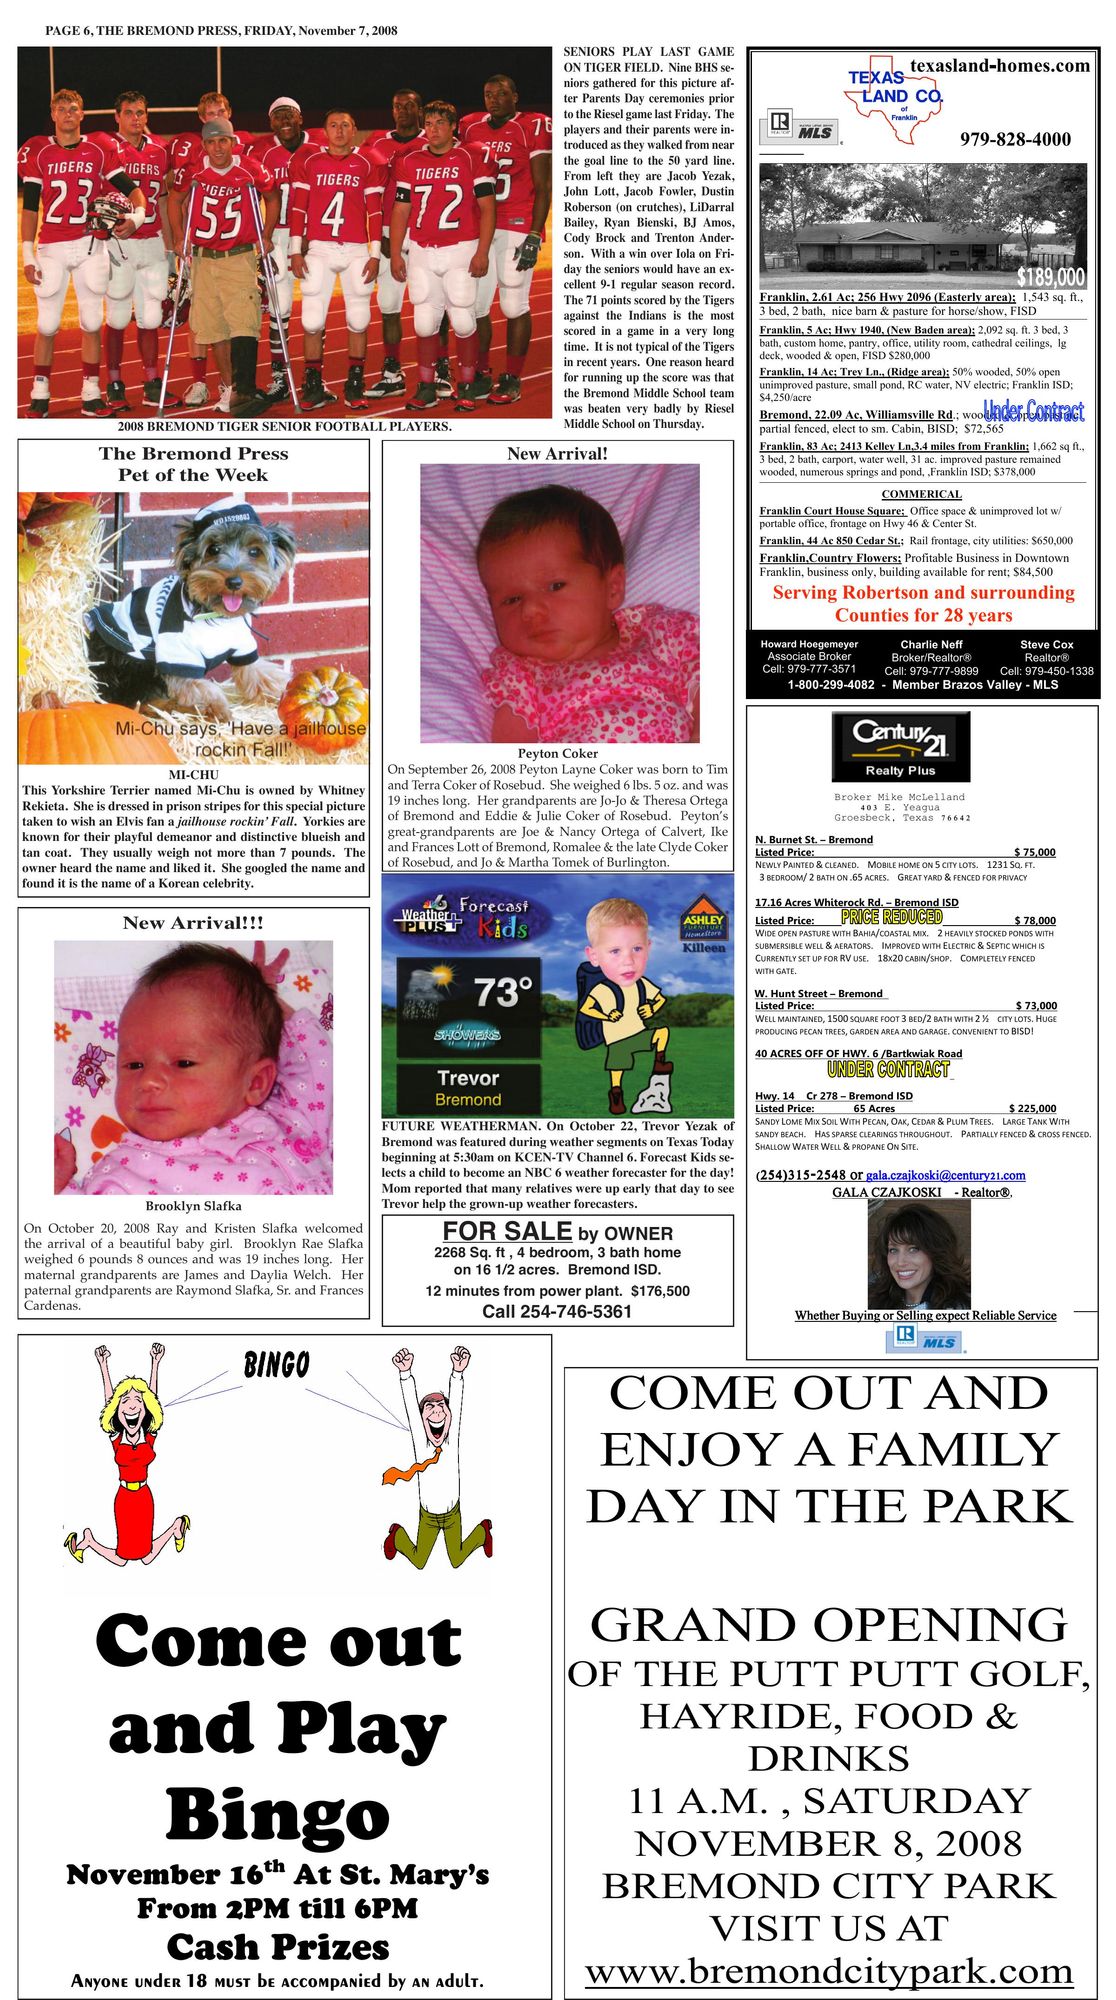 PAGE 6, THE BREMOND PRESS, FRIDAY, November 7, 2008
TIGERS
23
TIGERS
13
TIGERS
55
TIGERS
4
TIGERS
72
76
2008 BREMOND TIGER SENIOR FOOTBALL PLAYERS.
SENIORS PLAY LAST GAME
ON TIGER FIELD. Nine BHS se-
niors gathered for this picture af-
ter Parents Day ceremonies prior
to the Riesel game last Friday. The
players and their parents were in-
troduced as they walked from near
the goal line to the 50 yard line.
From left they are Jacob Yezak,
John Lott, Jacob Fowler, Dustin
Roberson (on crutches), LiDarral
Bailey, Ryan Bienski, BJ Amos,
Cody Brock and Trenton Ander-
son. With a win over Iola on Fri-
day the seniors would have an ex-
cellent 9-1 regular season record.
The 71 points scored by the Tigers
against the Indians is the most
scored in a game in a very long
time. It is not typical of the Tigers
in recent years. One reason heard
for running up the score was that
the Bremond Middle School team
was beaten very badly by Riesel
Middle School on Thursday.
The Bremond Press
Pet of the Week
Mi-Chu says, 'Have a jailhouse
rockin Fall!'
MI-CHU
This Yorkshire Terrier named Mi-Chu is owned by Whitney
Rekieta. She is dressed in prison stripes for this special picture
taken to wish an Elvis fan a jailhouse rockin' Fall. Yorkies are
known for their playful demeanor and distinctive blueish and
tan coat. They usually weigh not more than 7 pounds. The
owner heard the name and liked it. She googled the name and
found it is the name of a Korean celebrity.
New Arrival!!!
Brooklyn Slafka
On October 20, 2008 Ray and Kristen Slafka welcomed
the arrival of a beautiful baby girl. Brooklyn Rae Slafka
weighed 6 pounds 8 ounces and was 19 inches long. Her
maternal grandparents are James and Daylia Welch. Her
paternal grandparents are Raymond Slafka, Sr. and Frances
Cardenas.
New Arrival!
Peyton Coker
On September 26, 2008 Peyton Layne Coker was born to Tim
and Terra Coker of Rosebud. She weighed 6 lbs. 5 oz. and was
19 inches long. Her grandparents are Jo-Jo & Theresa Ortega
of Bremond and Eddie & Julie Coker of Rosebud. Peyton's
great-grandparents are Joe & Nancy Ortega of Calvert, Ike
and Frances Lott of Bremond, Romalee & the late Clyde Coker
of Rosebud, and Jo & Martha Tomek of Burlington.
Weather PLUS
Forecast Kids
ASHLEY
FURNITURE
HomeStore
Killeen
73°
SHOWERS
Trevor
Bremond
FUTURE WEATHERMAN. On October 22, Trevor Yezak of
Bremond was featured during weather segments on Texas Today
beginning at 5:30am on KCEN-TV Channel 6. Forecast Kids se-
lects a child to become an NBC 6 weather forecaster for the day!
Mom reported that many relatives were up early that day to see
Trevor help the grown-up weather forecasters.
FOR SALE by OWNER
2268 Sq. ft , 4 bedroom, 3 bath home
on 16 1/2 acres. Bremond ISD.
12 minutes from power plant. $176,500
Call 254-746-5361
texasland-homes.com
TEXAS
LAND CO.
of
Franklin
REALTOR MLS
979-828-4000
$189,000
Franklin, 2.61 Ac; 256 Hwy 2096 (Easterly area); 1,543 sq. ft.,
3 bed, 2 bath, nice barn & pasture for horse/show, FISD
Franklin, 5 Ac; Hwy 1940, (New Baden area); 2,092 sq. ft. 3 bed, 3
bath, custom home, pantry, office, utility room, cathedral ceilings, lg
deck, wooded & open, FISD $280,000
Franklin, 14 Ac; Trey Ln., (Ridge area); 50% wooded, 50% open
unimproved pasture, small pond, RC water, NV electric; Franklin ISD;
$4,250/acre
Bremond, 22.09 Ac, Williamsville Rd.; wooded
Under Contract
partial fenced, elect to sm. Cabin, BISD; $72,565
Franklin, 83 Ac; 2413 Kelley Ln,3.4 miles from Franklin; 1,662 sq ft.,
3 bed, 2 bath, carport, water well, 31 ac. improved pasture remained
wooded, numerous springs and pond, ,Franklin ISD; $378,000
COMMERICAL
Franklin Court House Square; Office space & unimproved lot w/
portable office, frontage on Hwy 46 & Center St.
Franklin, 44 Ac 850 Cedar St.; Rail frontage, city utilities: $650,000
Franklin,Country Flowers; Profitable Business in Downtown
Franklin, business only, building available for rent; $84,500
Serving Robertson and surrounding
Counties for 28 years
Howard Hoegemeyer Charlie Neff Steve Cox
Associate Broker Broker/Realtor® Realtor®
Cell: 979-777-3571 Cell: 979-777-9899 Cell: 979-450-1338
1-800-299-4082 - Member Brazos Valley - MLS
Century 21
Realty Plus
Broker Mike McLelland
403 E. Yeagua
Groesbeck, Texas 76642
N. Burnet St. – Bremond
Listed Price: $ 75,000
Newly Painted & cleaned. Mobile home on 5 city lots. 1231 Sq. ft.
3 bedroom/ 2 bath on .65 acres. Great yard & fenced for privacy
17.16 Acres Whiterock Rd. – Bremond ISD
Listed Price: PRICE REDUCED $ 78,000
Wide open pasture with Bahia/coastal mix. 2 heavily stocked ponds with
submersible well & aerators. Improved with Electric & Septic which is
currently set up for RV use. 18x20 cabin/shop. Completely fenced
with gate.
W. Hunt Street – Bremond
Listed Price: $ 73,000
Well maintained, 1500 square foot 3 bed/2 bath with 2 ½ city lots. Huge
producing pecan trees, garden area and garage. convenient to BISD!
40 ACRES OFF OF HWY. 6 /Bartkwiak Road
UNDER CONTRACT
Hwy. 14 Cr 278 – Bremond ISD
Listed Price: 65 Acres $ 225,000
Sandy Lome Mix Soil With Pecan, Oak, Cedar & Plum Trees. Large Tank With
sandy beach. Has sparse clearings throughout. Partially fenced & cross fenced.
Shallow Water Well & propane On Site.
(254)315-2548 or gala.czajkoski@century21.com
GALA CZAJKOSKI - Realtor®,
Whether Buying or Selling expect Reliable Service
REALTOR MLS
BINGO
Come out
and Play
Bingo
November 16th At St. Mary's
From 2PM till 6PM
Cash Prizes
Anyone under 18 must be accompanied by an adult.
COME OUT AND
ENJOY A FAMILY
DAY IN THE PARK
GRAND OPENING
OF THE PUTT PUTT GOLF,
HAYRIDE, FOOD &
DRINKS
11 A.M. , SATURDAY
NOVEMBER 8, 2008
BREMOND CITY PARK
VISIT US AT
www.bremondcitypark.com